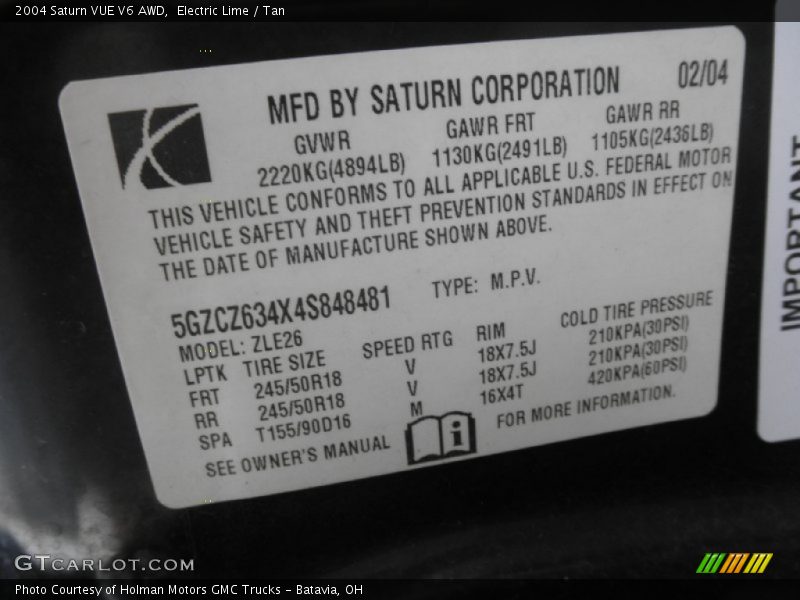 2004 Saturn VUE V6 AWD, Electric Lime / Tan
MFD BY SATURN CORPORATION 02/04
GVWR GAWR FRT GAWR RR
2220KG(4894LB) 1130KG(2491LB) 1105KG(2436LB)
THIS VEHICLE CONFORMS TO ALL APPLICABLE U.S. FEDERAL MOTOR
VEHICLE SAFETY AND THEFT PREVENTION STANDARDS IN EFFECT ON
THE DATE OF MANUFACTURE SHOWN ABOVE.
5GZCZ634X4S848481 TYPE: M.P.V.
MODEL: ZLE26
LPTK TIRE SIZE SPEED RTG RIM COLD TIRE PRESSURE
FRT 245/50R18 V 18X7.5J 210KPA(30PSI)
RR 245/50R18 V 18X7.5J 210KPA(30PSI)
SPA T155/90D16 M 16X4T 420KPA(60PSI)
SEE OWNER'S MANUAL i FOR MORE INFORMATION.
IMPORTANT
GTCARLOT.COM
Photo Courtesy of Holman Motors GMC Trucks - Batavia, OH